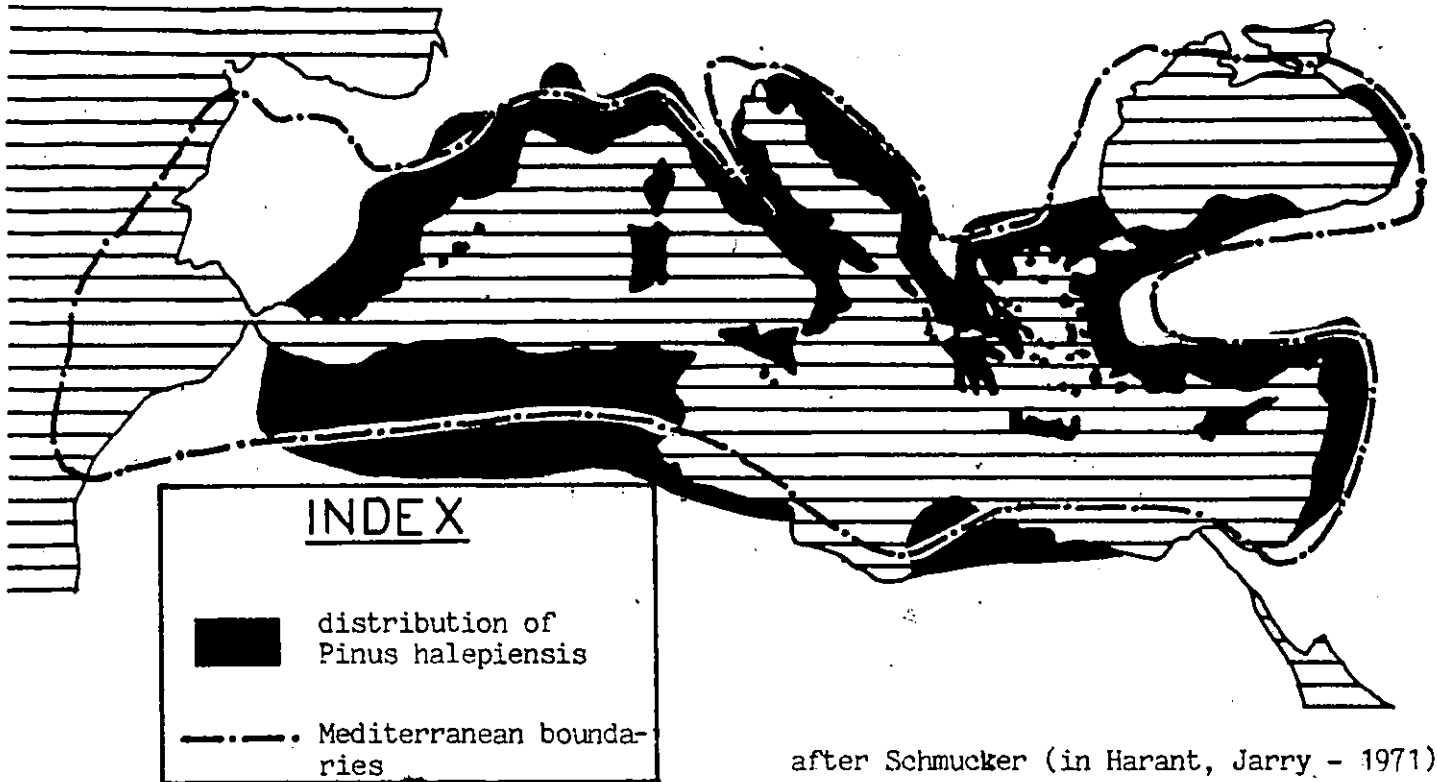 INDEX
distribution of
Pinus halepiensis
Mediterranean bounda-
ries
after Schmucker (in Harant, Jarry - 1971)